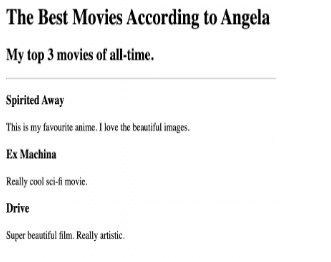 The Best Movies According to Angela
My top 3 movies of all-time.
Spirited Away
This is my favourite anime. I love the beautiful images.
Ex Machina
Really cool sci-fi movie.
Drive
Super beautiful film. Really artistic.